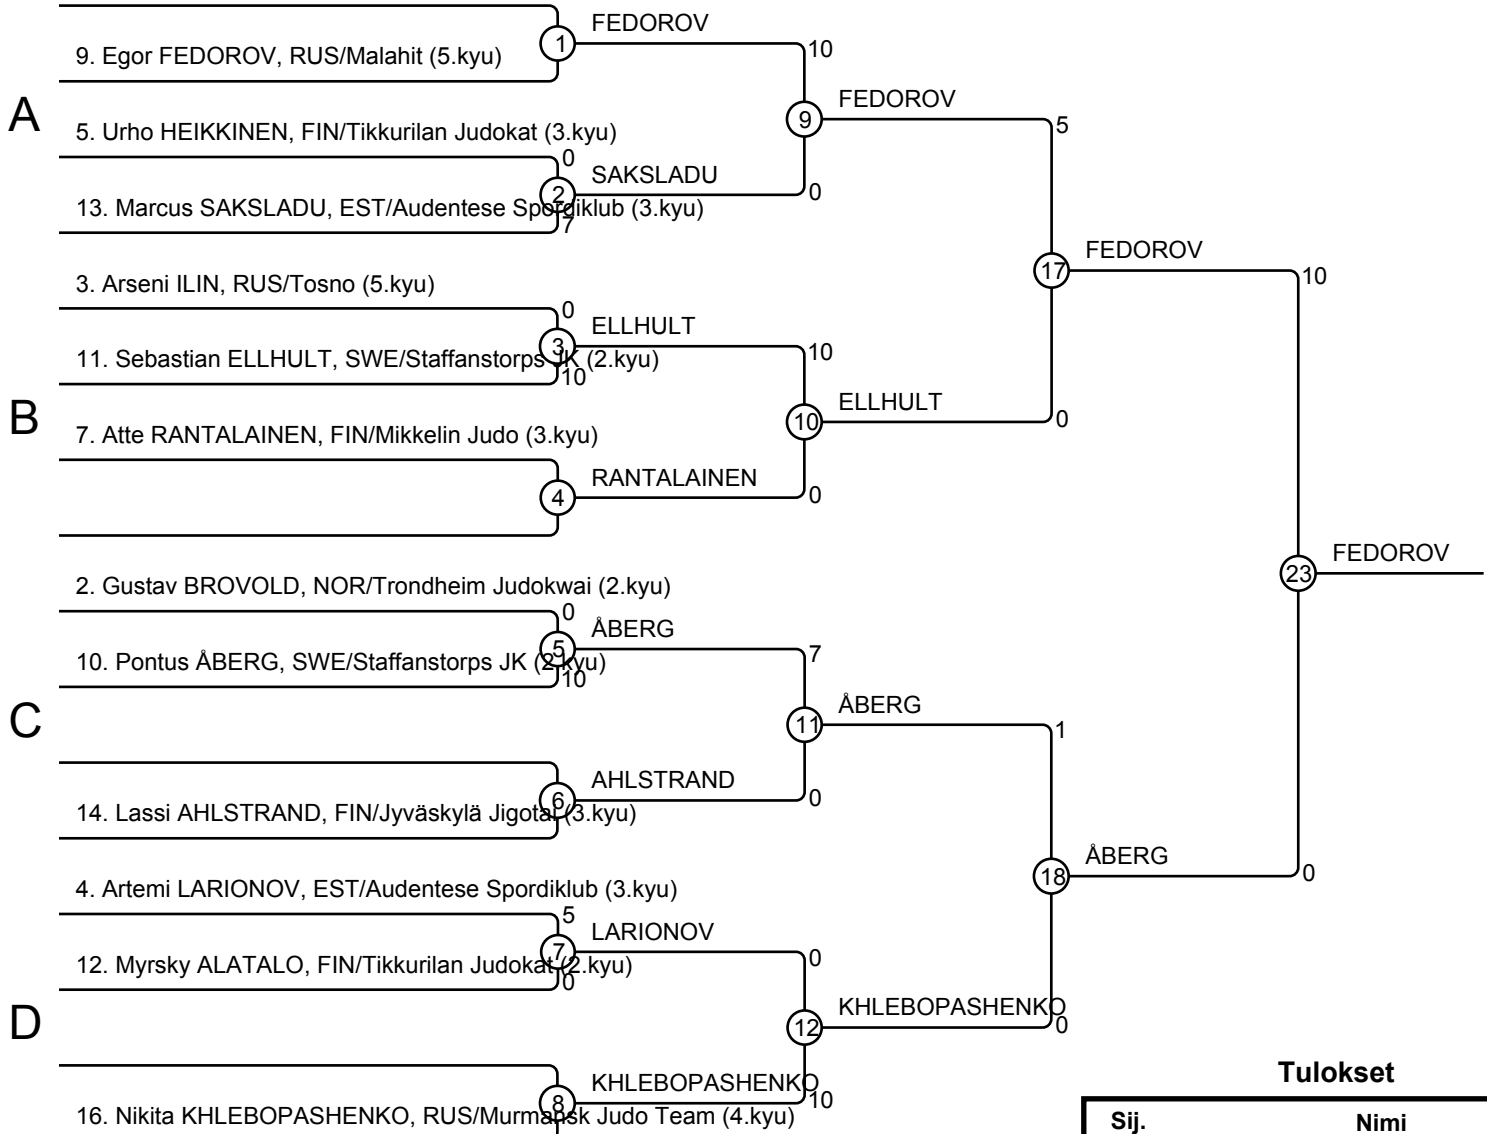 FEDOROV
1
10
9. Egor FEDOROV, RUS/Malahit (5.kyu)
A
FEDOROV
9
5
5. Urho HEIKKINEN, FIN/Tikkurilan Judokat (3.kyu)
0
SAKSLADU
2
0
13. Marcus SAKSLADU, EST/Audentese Spordiklub (3.kyu)
7
FEDOROV
17
10
3. Arseni ILIN, RUS/Tosno (5.kyu)
0
ELLHULT
3
10
11. Sebastian ELLHULT, SWE/Staffanstorps JK (2.kyu)
10
B
ELLHULT
10
0
7. Atte RANTALAINEN, FIN/Mikkelin Judo (3.kyu)
RANTALAINEN
4
0
FEDOROV
23
2. Gustav BROVOLD, NOR/Trondheim Judokwai (2.kyu)
0
ÅBERG
5
7
10. Pontus ÅBERG, SWE/Staffanstorps JK (2.kyu)
10
C
ÅBERG
11
1
AHLSTRAND
6
0
14. Lassi AHLSTRAND, FIN/Jyväskylä Jigotai (3.kyu)
ÅBERG
18
0
4. Artemi LARIONOV, EST/Audentese Spordiklub (3.kyu)
5
LARIONOV
7
0
12. Myrsky ALATALO, FIN/Tikkurilan Judokat (2.kyu)
0
D
KHLEBOPASHENKO
12
0
KHLEBOPASHENKO
8
10
16. Nikita KHLEBOPASHENKO, RUS/Murmansk Judo Team (4.kyu)
Tulokset
Sij. Nimi